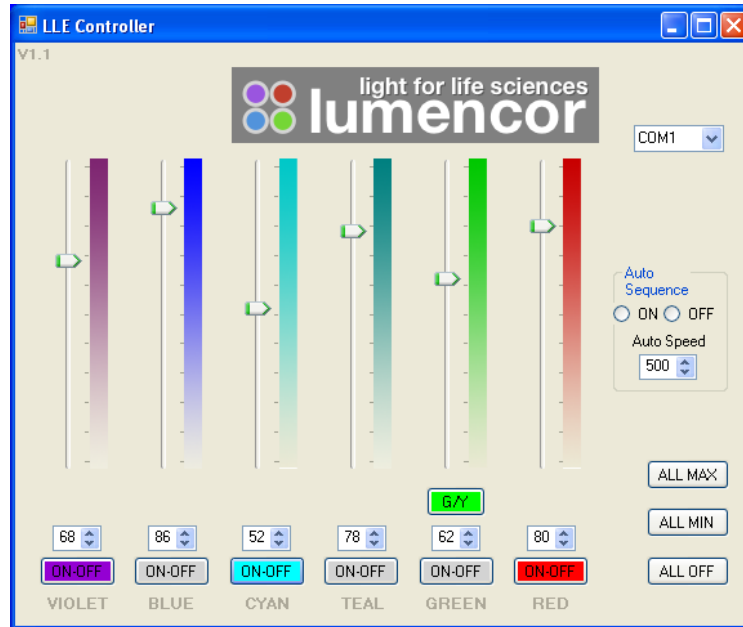 LLE Controller
V1.1
light for life sciences
lumencor
COM1
Auto
Sequence
ON OFF
Auto Speed
500
G/Y
ALL MAX
68 86 52 78 62 80
ALL MIN
ON-OFF ON-OFF ON-OFF ON-OFF ON-OFF ON-OFF
ALL OFF
VIOLET BLUE CYAN TEAL GREEN RED